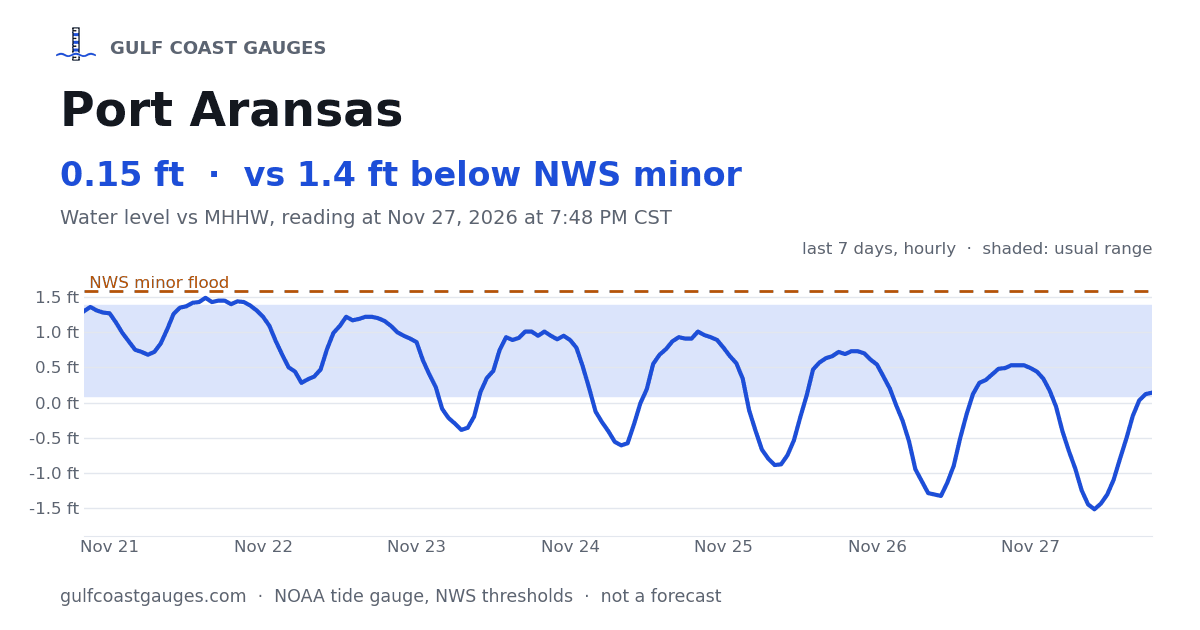 GULF COAST GAUGES
Port Aransas
0.15 ft · vs 1.4 ft below NWS minor
Water level vs MHHW, reading at Nov 27, 2026 at 7:48 PM CST
last 7 days, hourly · shaded: usual range
NWS minor flood
1.5 ft
1.0 ft
0.5 ft
0.0 ft
-0.5 ft
-1.0 ft
-1.5 ft
Nov 21 Nov 22 Nov 23 Nov 24 Nov 25 Nov 26 Nov 27
gulfcoastgauges.com · NOAA tide gauge, NWS thresholds · not a forecast